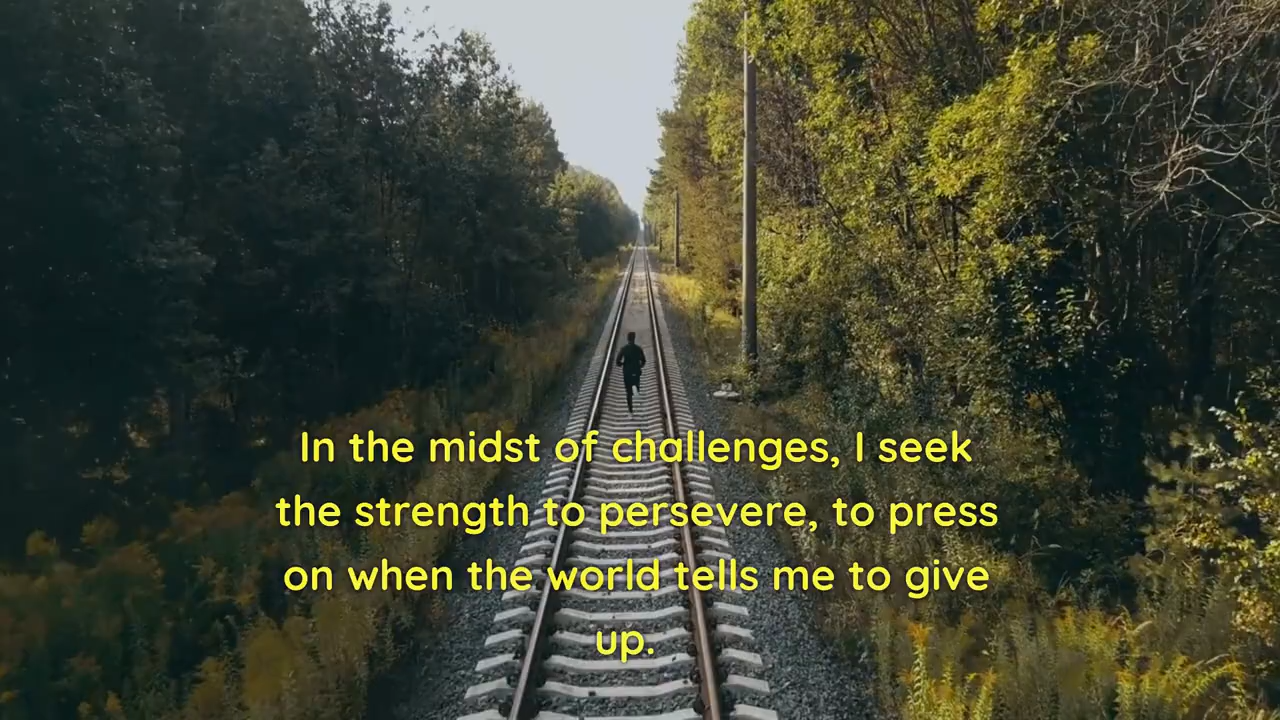 In the midst of challenges, I seek
the strength to persevere, to press
on when the world tells me to give
up.